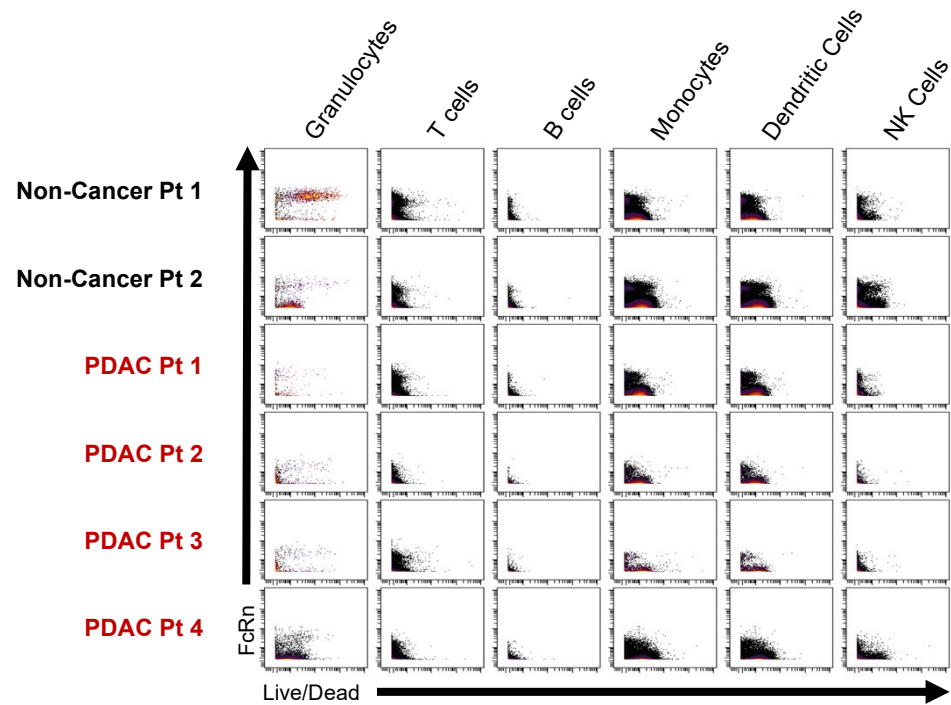 Granulocytes
T cells
B cells
Monocytes
Dendritic Cells
NK Cells
Non-Cancer Pt 1
Non-Cancer Pt 2
PDAC Pt 1
PDAC Pt 2
PDAC Pt 3
PDAC Pt 4
FcRn
Live/Dead